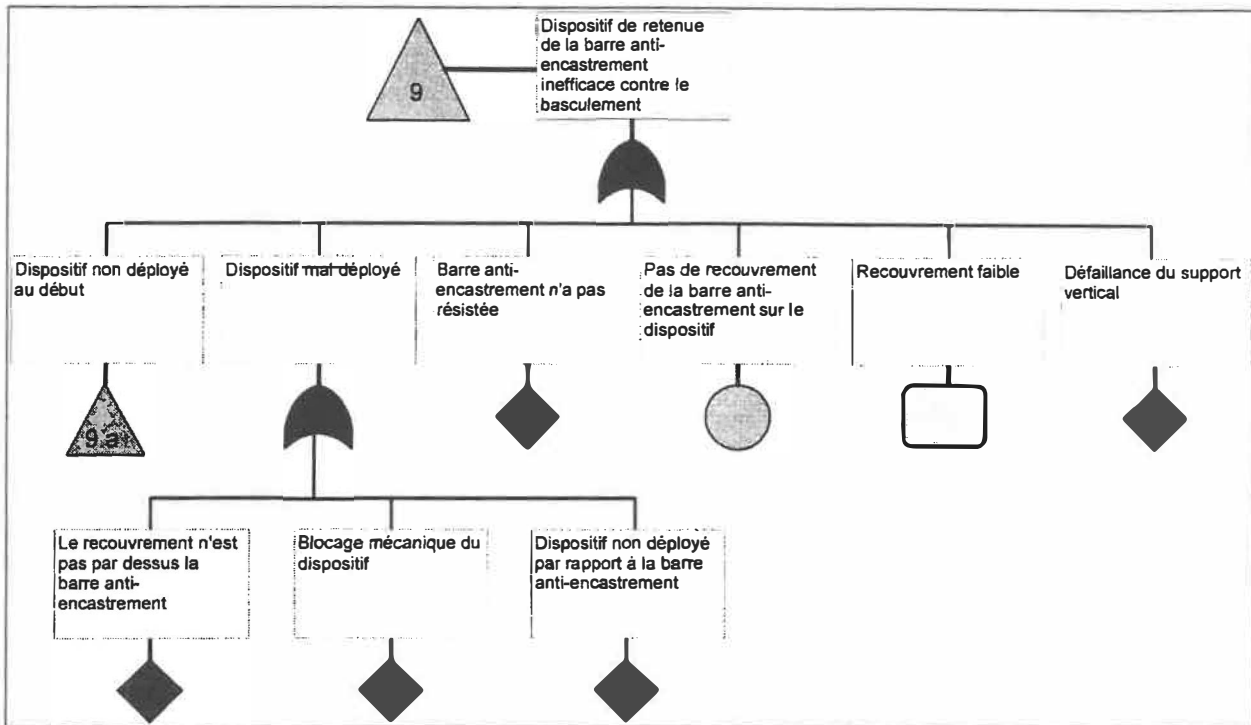 Dispositif de retenue
de la barre anti-
encastrement
inefficace contre le
basculement
9
Dispositif non déployé
au début
Dispositif mal déployé
Barre anti-
encastrement n'a pas
résistée
Pas de recouvrement
de la barre anti-
encastrement sur le
dispositif
Recouvrement faible
Défaillance du support
vertical
Le recouvrement n'est
pas par dessus la
barre anti-
encastrement
Blocage mécanique du
dispositif
Dispositif non déployé
par rapport à la barre
anti-encastrement